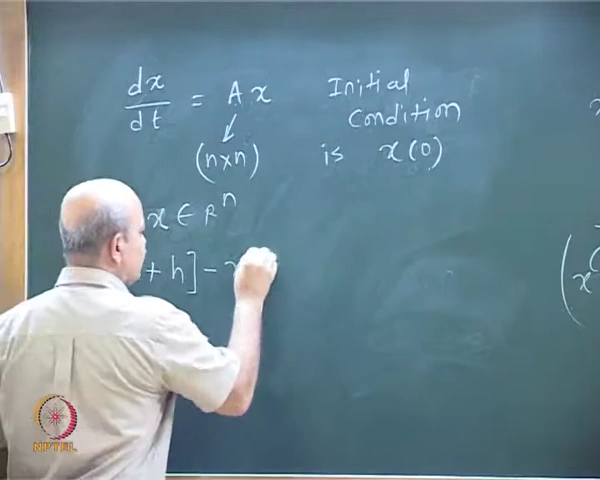 dx/dt = Ax
(n×n)
Initial
Condition
is x(0)
x ∈ R^n
+ h] -
(x
NPTEL